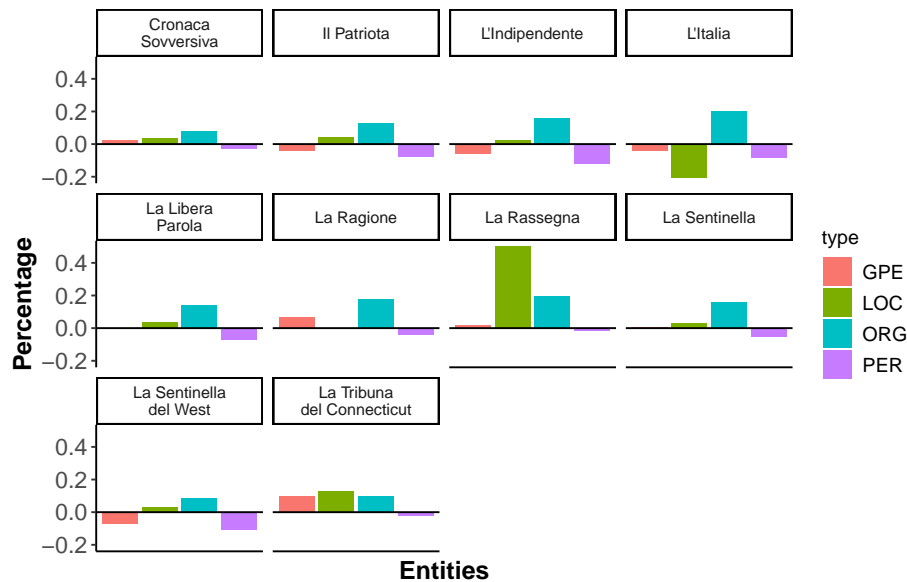 Cronaca
Sovversiva
Il Patriota
L'Indipendente
L'Italia
0.4
0.2
0.0
−0.2
La Libera
Parola
La Ragione
La Rassegna
La Sentinella
0.4
0.2
0.0
−0.2
La Sentinella
del West
La Tribuna
del Connecticut
0.4
0.2
0.0
−0.2
Percentage
Entities
type
GPE
LOC
ORG
PER